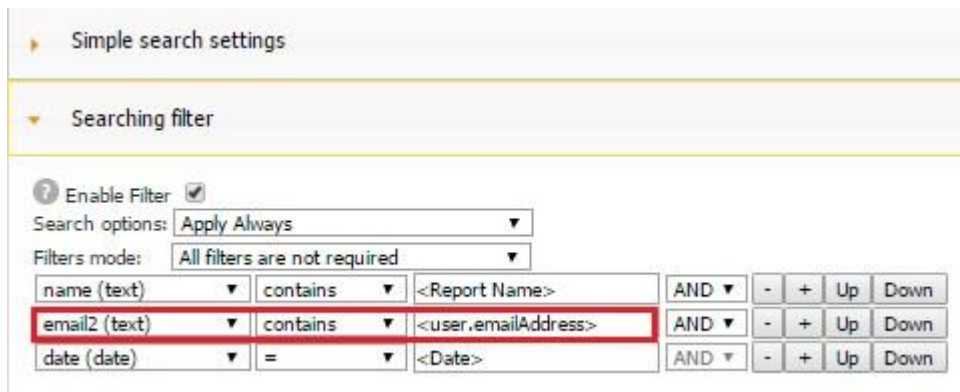 Simple search settings
Searching filter
? Enable Filter
Search options: Apply Always
Filters mode: All filters are not required
name (text) contains <Report Name> AND - + Up Down
email2 (text) contains <user.emailAddress> AND - + Up Down
date (date) = <Date> AND - + Up Down